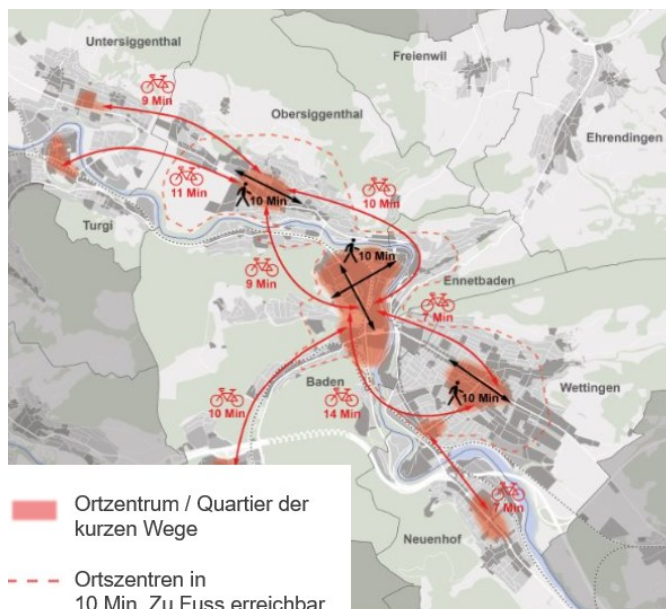 Untersiggenthal
Freienwil
9 Min
Obersiggenthal
Ehrendingen
11 Min
10 Min
10 Min
Turgi
10 Min
9 Min
Ennetbaden
7 Min
Baden
Wettingen
10 Min
14 Min
10 Min
7 Min
Neuenhof
Ortzentrum / Quartier der
kurzen Wege
Ortszentren in
10 Min. Zu Fuss erreichbar